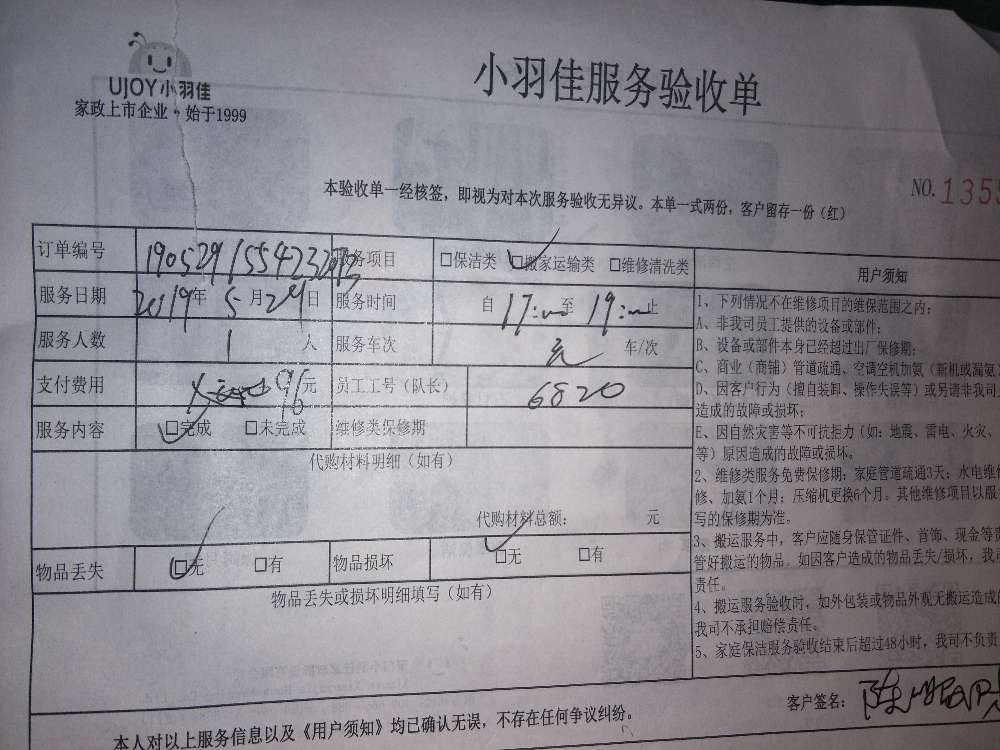 UJOY小羽佳
家政上市企业·始于1999
小羽佳服务验收单
本验收单一经核签，即视为对本次服务验收无异议。本单一式两份，客户留存一份（红）
NO. 1355
订单编号 服务项目 □保洁类 □搬家运输类 □维修清洗类
服务日期 2019年 5月29日 服务时间 自 17: 至 19: 止
服务人数 1 人 服务车次 车/次
支付费用 元 员工工号（队长） 6820
服务内容 □完成 □未完成 维修类保修期
代购材料明细（如有）
代购材料总额： 元
物品丢失 □无 □有 物品损坏 □无 □有
物品丢失或损坏明细填写（如有）
用户须知
1、下列情况不在维修项目的维保范围之内；
A、非我司员工提供的设备或部件；
B、设备或部件本身已经超过出厂保修期；
C、商业（商铺）管道疏通、空调空机加氨（新机或漏氨）
D、因客户行为（擅自装卸、操作失误等）或另请非我司
造成的故障或损坏；
E、因自然灾害等不可抗拒力（如：地震、雷电、火灾、
等）原因造成的故障或损坏。
2、维修类服务免费保修期：家庭管道疏通3天；水电维
修、加氨1个月；压缩机更换6个月。其他维修项目以服
写的保修期为准。
3、搬运服务中，客户应随身保管证件、首饰、现金等贵
管好搬运的物品。如因客户造成的物品丢失/损坏，我
责任。
4、搬运服务验收时，如外包装或物品外观无搬运造成的
我司不承担赔偿责任。
5、家庭保洁服务验收结束后超过48小时，我司不负责
客户签名：
本人对以上服务信息以及《用户须知》均已确认无误，不存在任何争议纠纷。